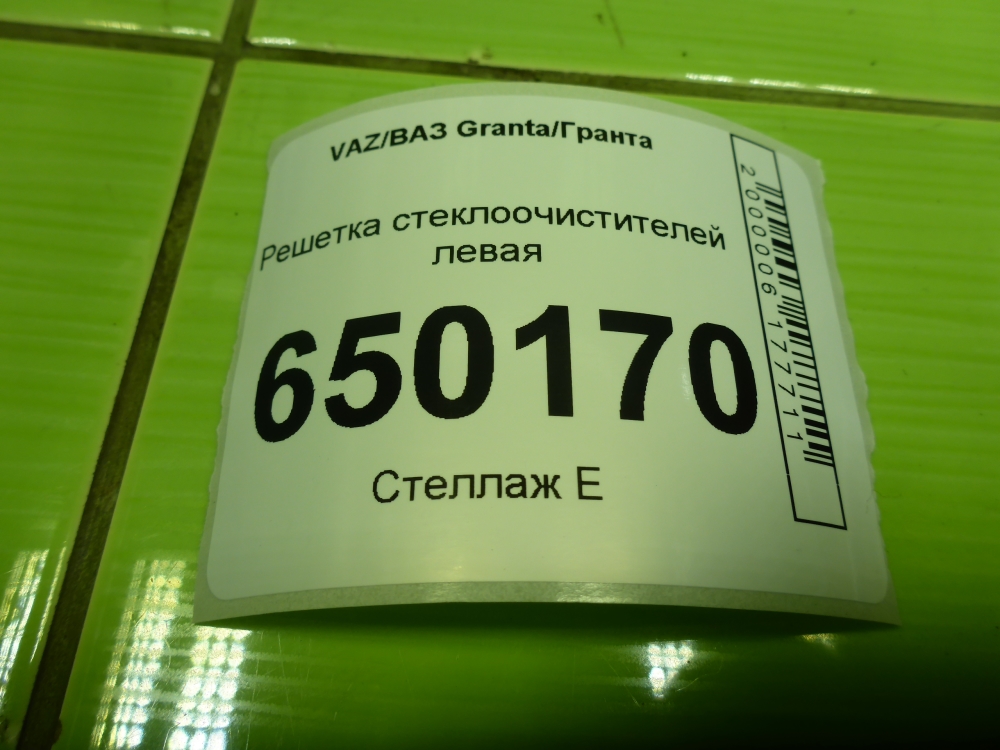 VAZ/ВАЗ Granta/Гранта
Решетка стеклоочистителей
левая
650170
Стеллаж Е
2000006177711